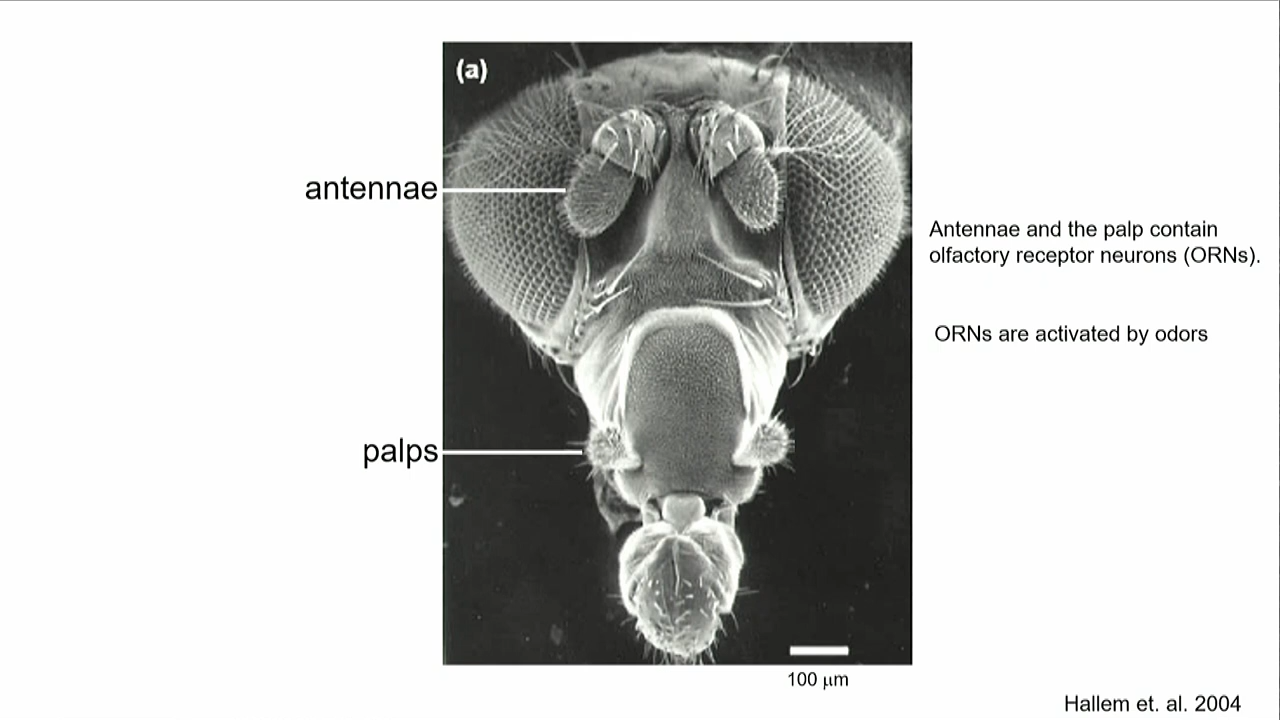 (a)
antennae
Antennae and the palp contain
olfactory receptor neurons (ORNs).
ORNs are activated by odors
palps
100 μm
Hallem et. al. 2004